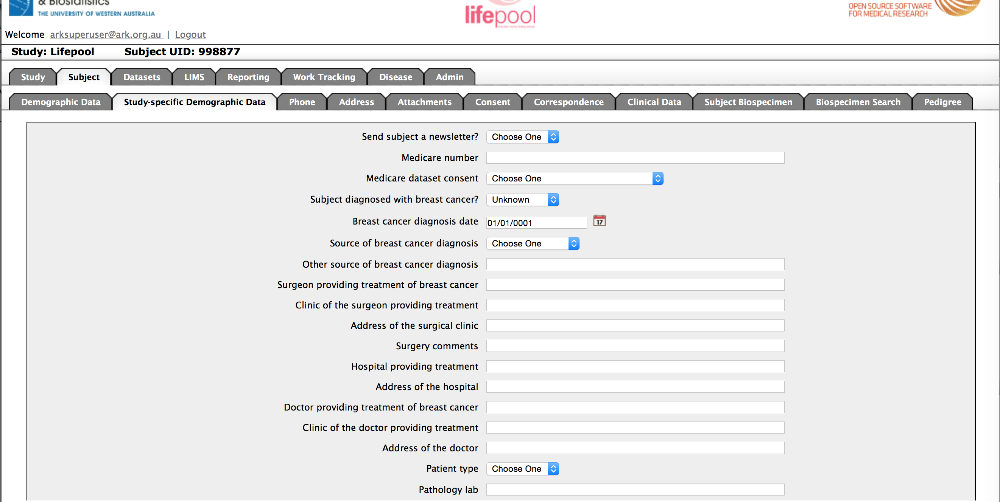 & Biostatistics
THE UNIVERSITY OF WESTERN AUSTRALIA
lifepool
Australian women finding answers
OPEN SOURCE SOFTWARE
FOR MEDICAL RESEARCH
Welcome arksuperuser@ark.org.au | Logout
Study: Lifepool Subject UID: 998877
Study Subject Datasets LIMS Reporting Work Tracking Disease Admin
Demographic Data Study-specific Demographic Data Phone Address Attachments Consent Correspondence Clinical Data Subject Biospecimen Biospecimen Search Pedigree
Send subject a newsletter? Choose One
Medicare number
Medicare dataset consent Choose One
Subject diagnosed with breast cancer? Unknown
Breast cancer diagnosis date 01/01/0001 17
Source of breast cancer diagnosis Choose One
Other source of breast cancer diagnosis
Surgeon providing treatment of breast cancer
Clinic of the surgeon providing treatment
Address of the surgical clinic
Surgery comments
Hospital providing treatment
Address of the hospital
Doctor providing treatment of breast cancer
Clinic of the doctor providing treatment
Address of the doctor
Patient type Choose One
Pathology lab